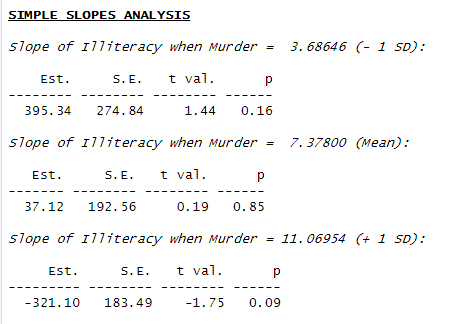 SIMPLE SLOPES ANALYSIS
Slope of Illiteracy when Murder = 3.68646 (- 1 SD):
Est. S.E. t val. p
-------- -------- -------- ------
395.34 274.84 1.44 0.16
Slope of Illiteracy when Murder = 7.37800 (Mean):
Est. S.E. t val. p
------- -------- -------- ------
37.12 192.56 0.19 0.85
Slope of Illiteracy when Murder = 11.06954 (+ 1 SD):
Est. S.E. t val. p
--------- -------- -------- ------
-321.10 183.49 -1.75 0.09